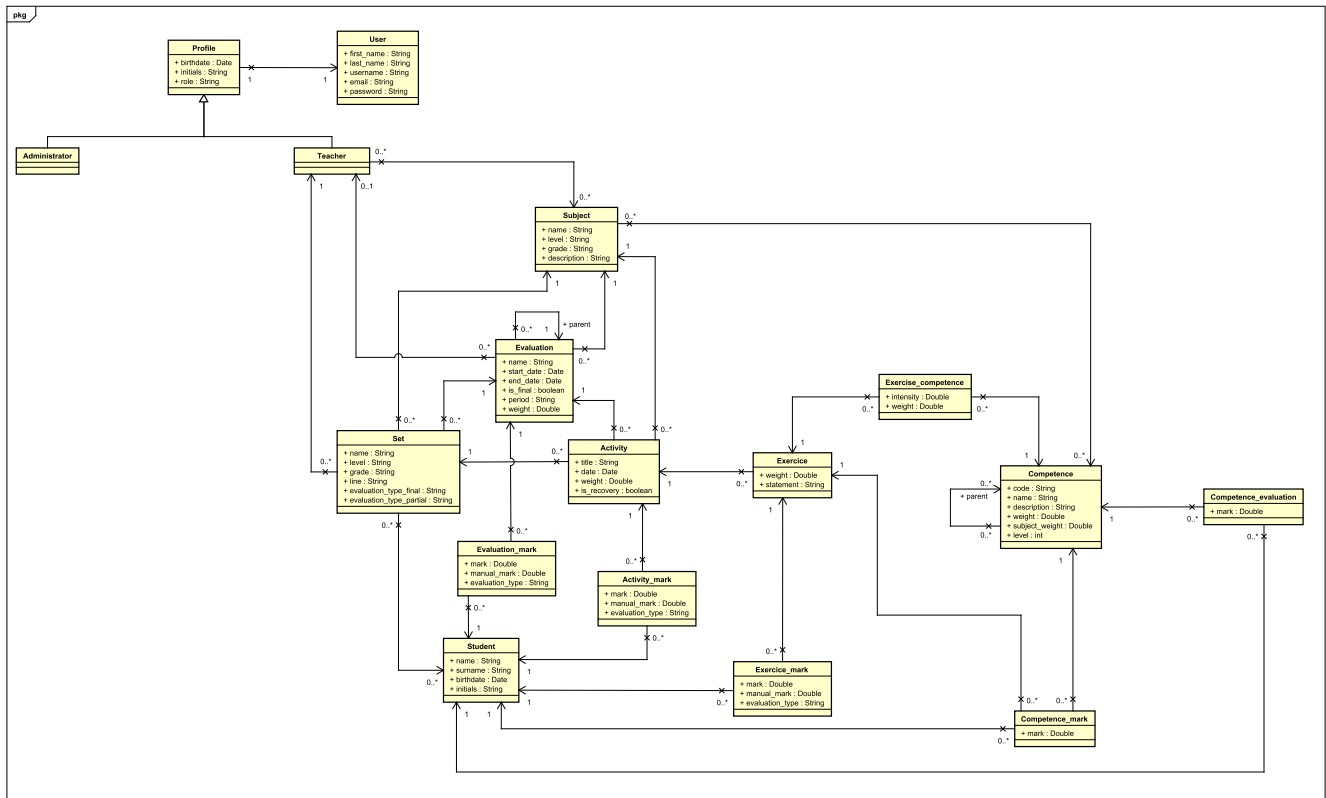 pkg
Profile
+ birthdate : Date
+ initials : String
+ role : String
1
1
User
+ first_name : String
+ last_name : String
+ username : String
+ email : String
+ password : String
Administrator
Teacher
0..*
1
0..1
0..*
Subject
+ name : String
+ level : String
+ grade : String
+ description : String
0..*
1
1
1
0..*
1
+ parent
0..*
0..*
Evaluation
+ name : String
+ start_date : Date
+ end_date : Date
+ is_final : boolean
+ period : String
+ weight : Double
1
1
1
Exercise_competence
+ intensity : Double
+ weight : Double
0..*
0..*
1
1
0..*
0..*
0..*
0..*
0..*
Set
+ name : String
+ level : String
+ grade : String
+ line : String
+ evaluation_type_final : String
+ evaluation_type_partial : String
0..*
1
0..*
0..*
Activity
+ title : String
+ date : Date
+ weight : Double
+ is_recovery : boolean
1
0..*
1
Exercice
+ weight : Double
+ statement : String
1
1
Competence
+ code : String
+ name : String
+ description : String
+ weight : Double
+ subject_weight : Double
+ level : int
0..*
+ parent
0..*
1
1
Competence_evaluation
+ mark : Double
0..*
0..*
0..*
Evaluation_mark
+ mark : Double
+ manual_mark : Double
+ evaluation_type : String
0..*
1
0..*
Activity_mark
+ mark : Double
+ manual_mark : Double
+ evaluation_type : String
0..*
1
Student
+ name : String
+ surname : String
+ birthdate : Date
+ initials : String
0..*
1
1
1
0..*
Exercice_mark
+ mark : Double
+ manual_mark : Double
+ evaluation_type : String
0..*
0..*
0..*
Competence_mark
+ mark : Double
0..*